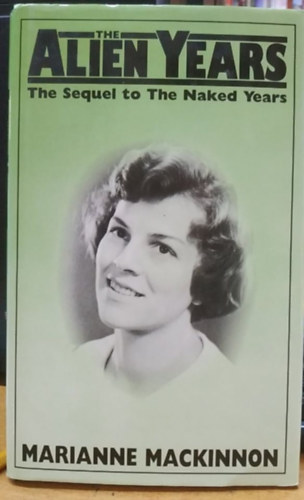 THE
ALIEN YEARS
The Sequel to The Naked Years
MARIANNE MACKINNON